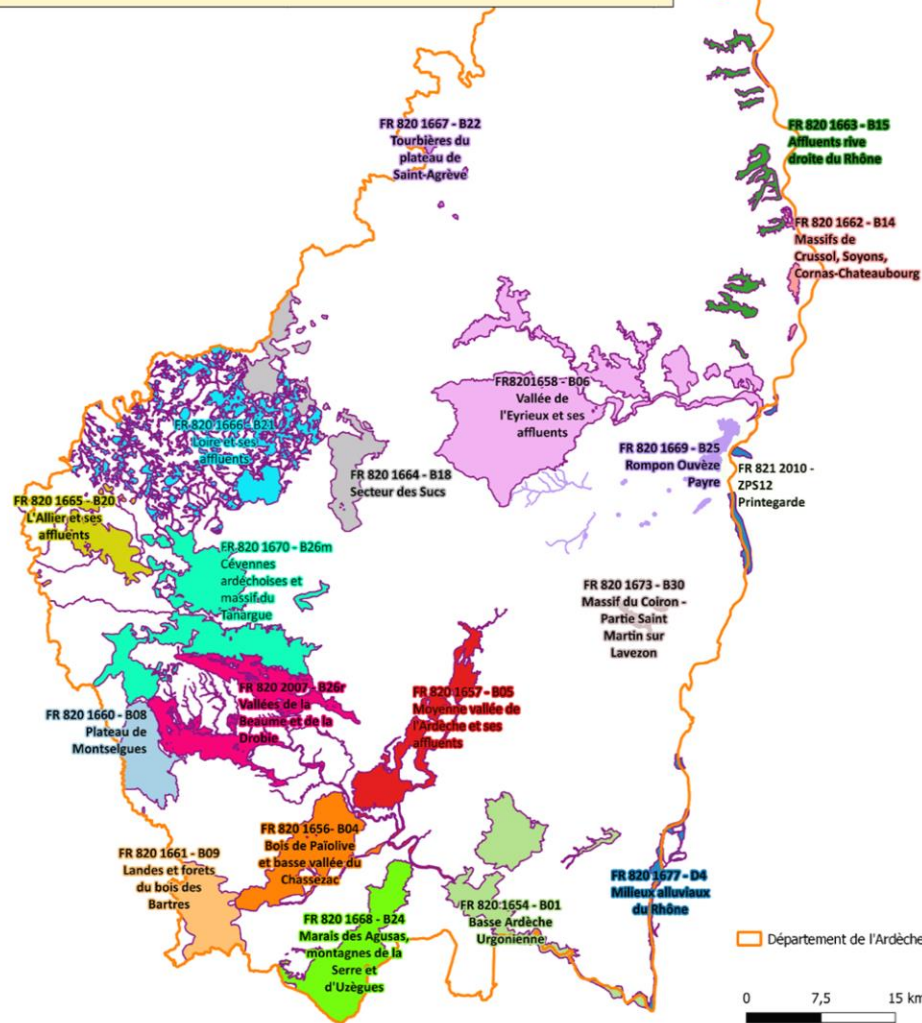 FR 820 1667 - B22
Tourbières du
plateau de
Saint-Agrève
FR 820 1663 - B15
Affluents rive
droite du Rhône
FR 820 1662 - B14
Massifs de
Crussol, Soyons,
Cornas-Chateaubourg
FR8201658 - B06
Vallée de
l'Eyrieux et ses
affluents
FR 820 1666 - B21
Loire et ses
affluents
FR 820 1664 - B18
Secteur des Sucs
FR 820 1669 - B25
Rompon Ouvèze
Payre
FR 821 2010 -
ZPS12
Printegarde
FR 820 1665 - B20
L'Allier et ses
affluents
FR 820 1670 - B26m
Cévennes
ardéchoises et
massif du
Tanargue
FR 820 1673 - B30
Massif du Coiron -
Partie Saint
Martin sur
Lavezon
FR 820 2007 - B26r
Vallées de la
Beaume et de la
Drobie
FR 820 1657 - B05
Moyenne vallée de
l'Ardèche et ses
affluents
FR 820 1660 - B08
Plateau de
Montselgues
FR 820 1656- B04
Bois de Païolive
et basse vallée du
Chassezac
FR 820 1661 - B09
Landes et forets
du bois des
Bartres
FR 820 1668 - B24
Marais des Agusas,
montagnes de la
Serre et
d'Uzègues
FR 820 1654 - B01
Basse Ardèche
Urgonienne
FR 820 1677 - D4
Milieux alluviaux
du Rhône
Département de l'Ardèche
0 7,5 15 km